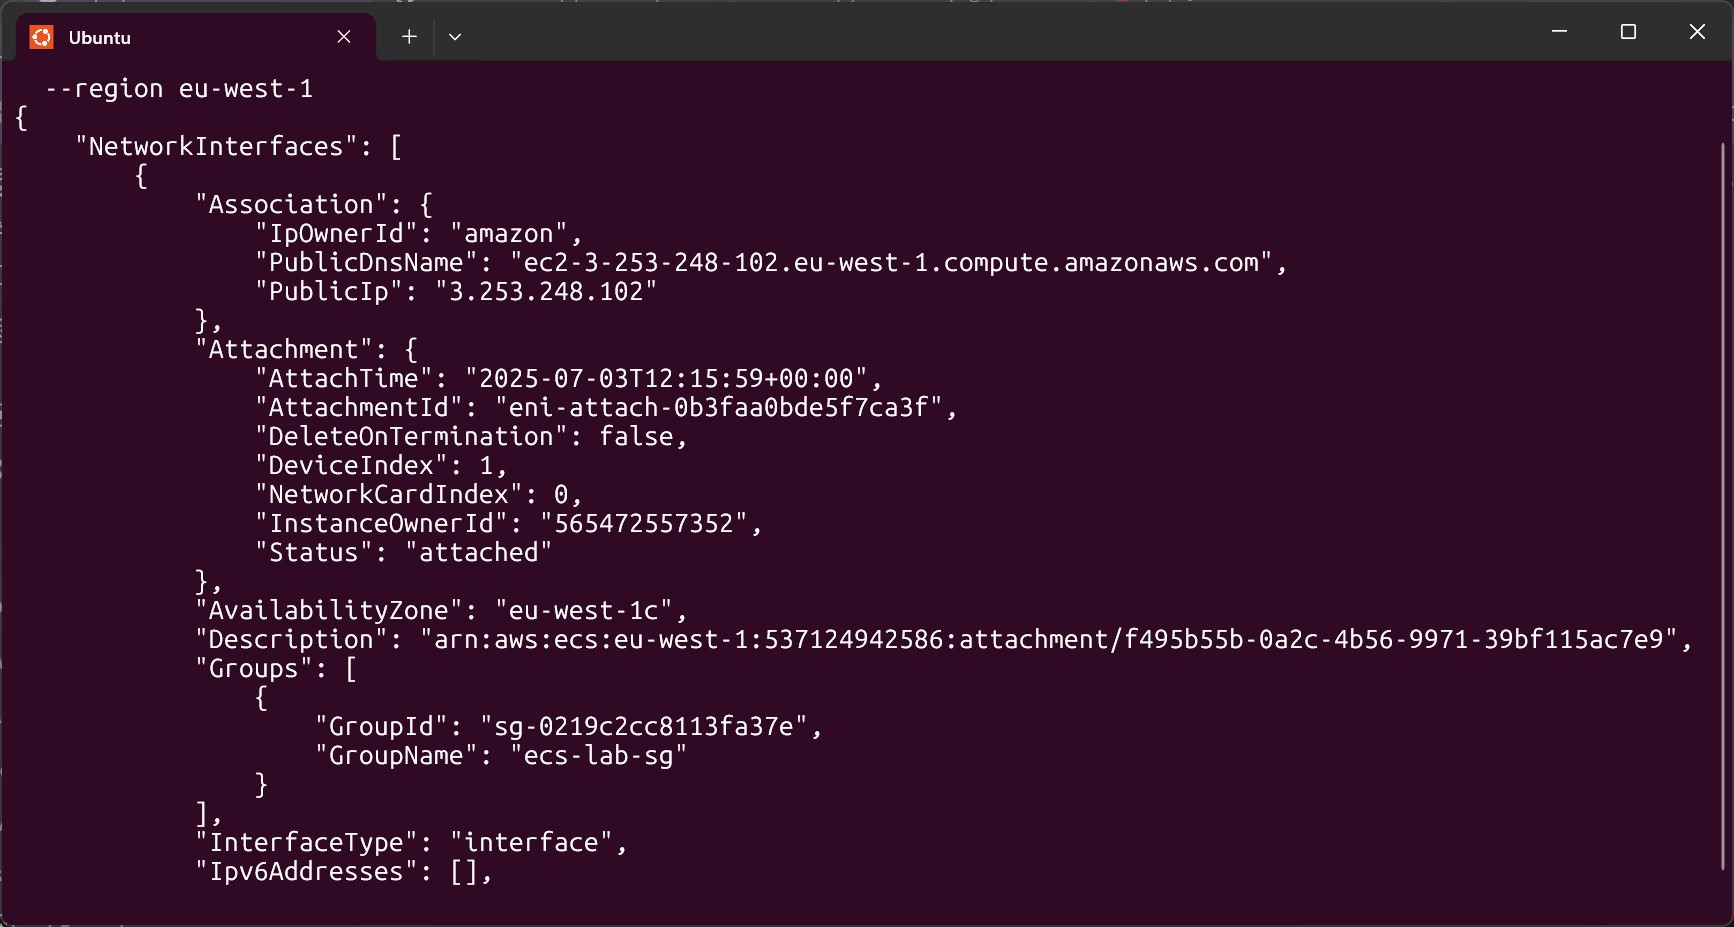 Ubuntu
--region eu-west-1
{
    "NetworkInterfaces": [
        {
            "Association": {
                "IpOwnerId": "amazon",
                "PublicDnsName": "ec2-3-253-248-102.eu-west-1.compute.amazonaws.com",
                "PublicIp": "3.253.248.102"
            },
            "Attachment": {
                "AttachTime": "2025-07-03T12:15:59+00:00",
                "AttachmentId": "eni-attach-0b3faa0bde5f7ca3f",
                "DeleteOnTermination": false,
                "DeviceIndex": 1,
                "NetworkCardIndex": 0,
                "InstanceOwnerId": "565472557352",
                "Status": "attached"
            },
            "AvailabilityZone": "eu-west-1c",
            "Description": "arn:aws:ecs:eu-west-1:537124942586:attachment/f495b55b-0a2c-4b56-9971-39bf115ac7e9",
            "Groups": [
                {
                    "GroupId": "sg-0219c2cc8113fa37e",
                    "GroupName": "ecs-lab-sg"
                }
            ],
            "InterfaceType": "interface",
            "Ipv6Addresses": [],